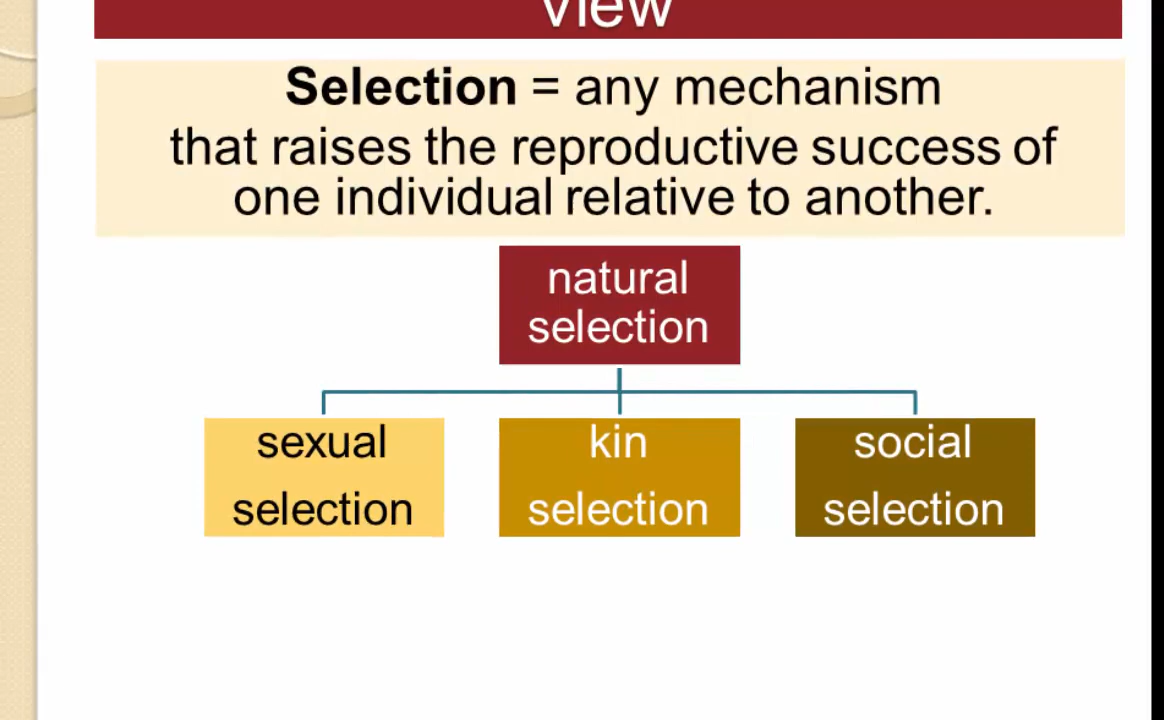 view
Selection = any mechanism
that raises the reproductive success of
one individual relative to another.
natural
selection
sexual
selection
kin
selection
social
selection